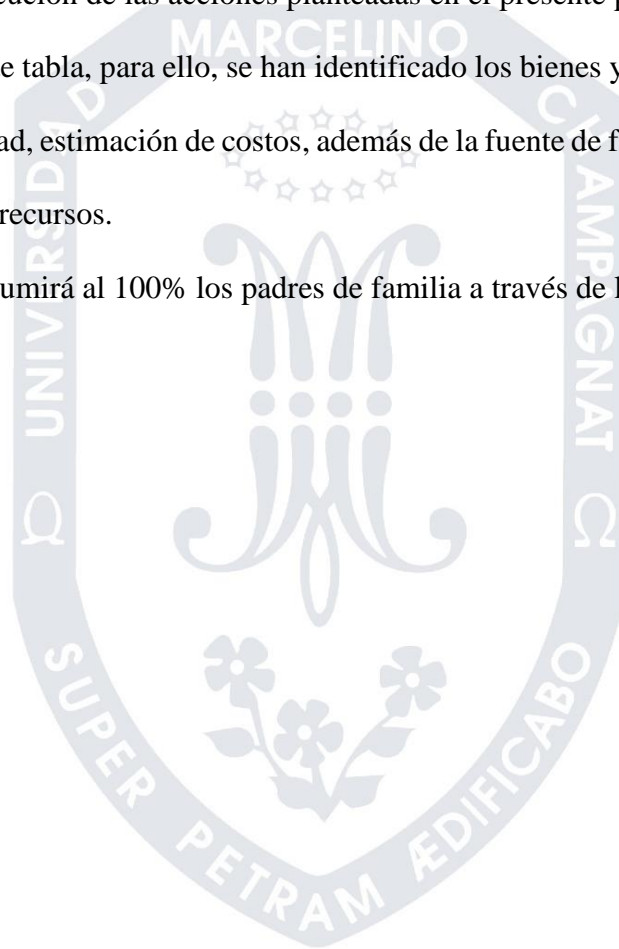 de las acciones planteadas en el presente
e tabla, para ello, se han identificado los bienes y
ad, estimación de costos, además de la fuente de f
recursos.
umirá al 100% los padres de familia a través de l
MARCELINO
UNIVERSIDAD
CHAMPAGNAT
Ω Ω
SUPER PETRAM ÆDIFICABO